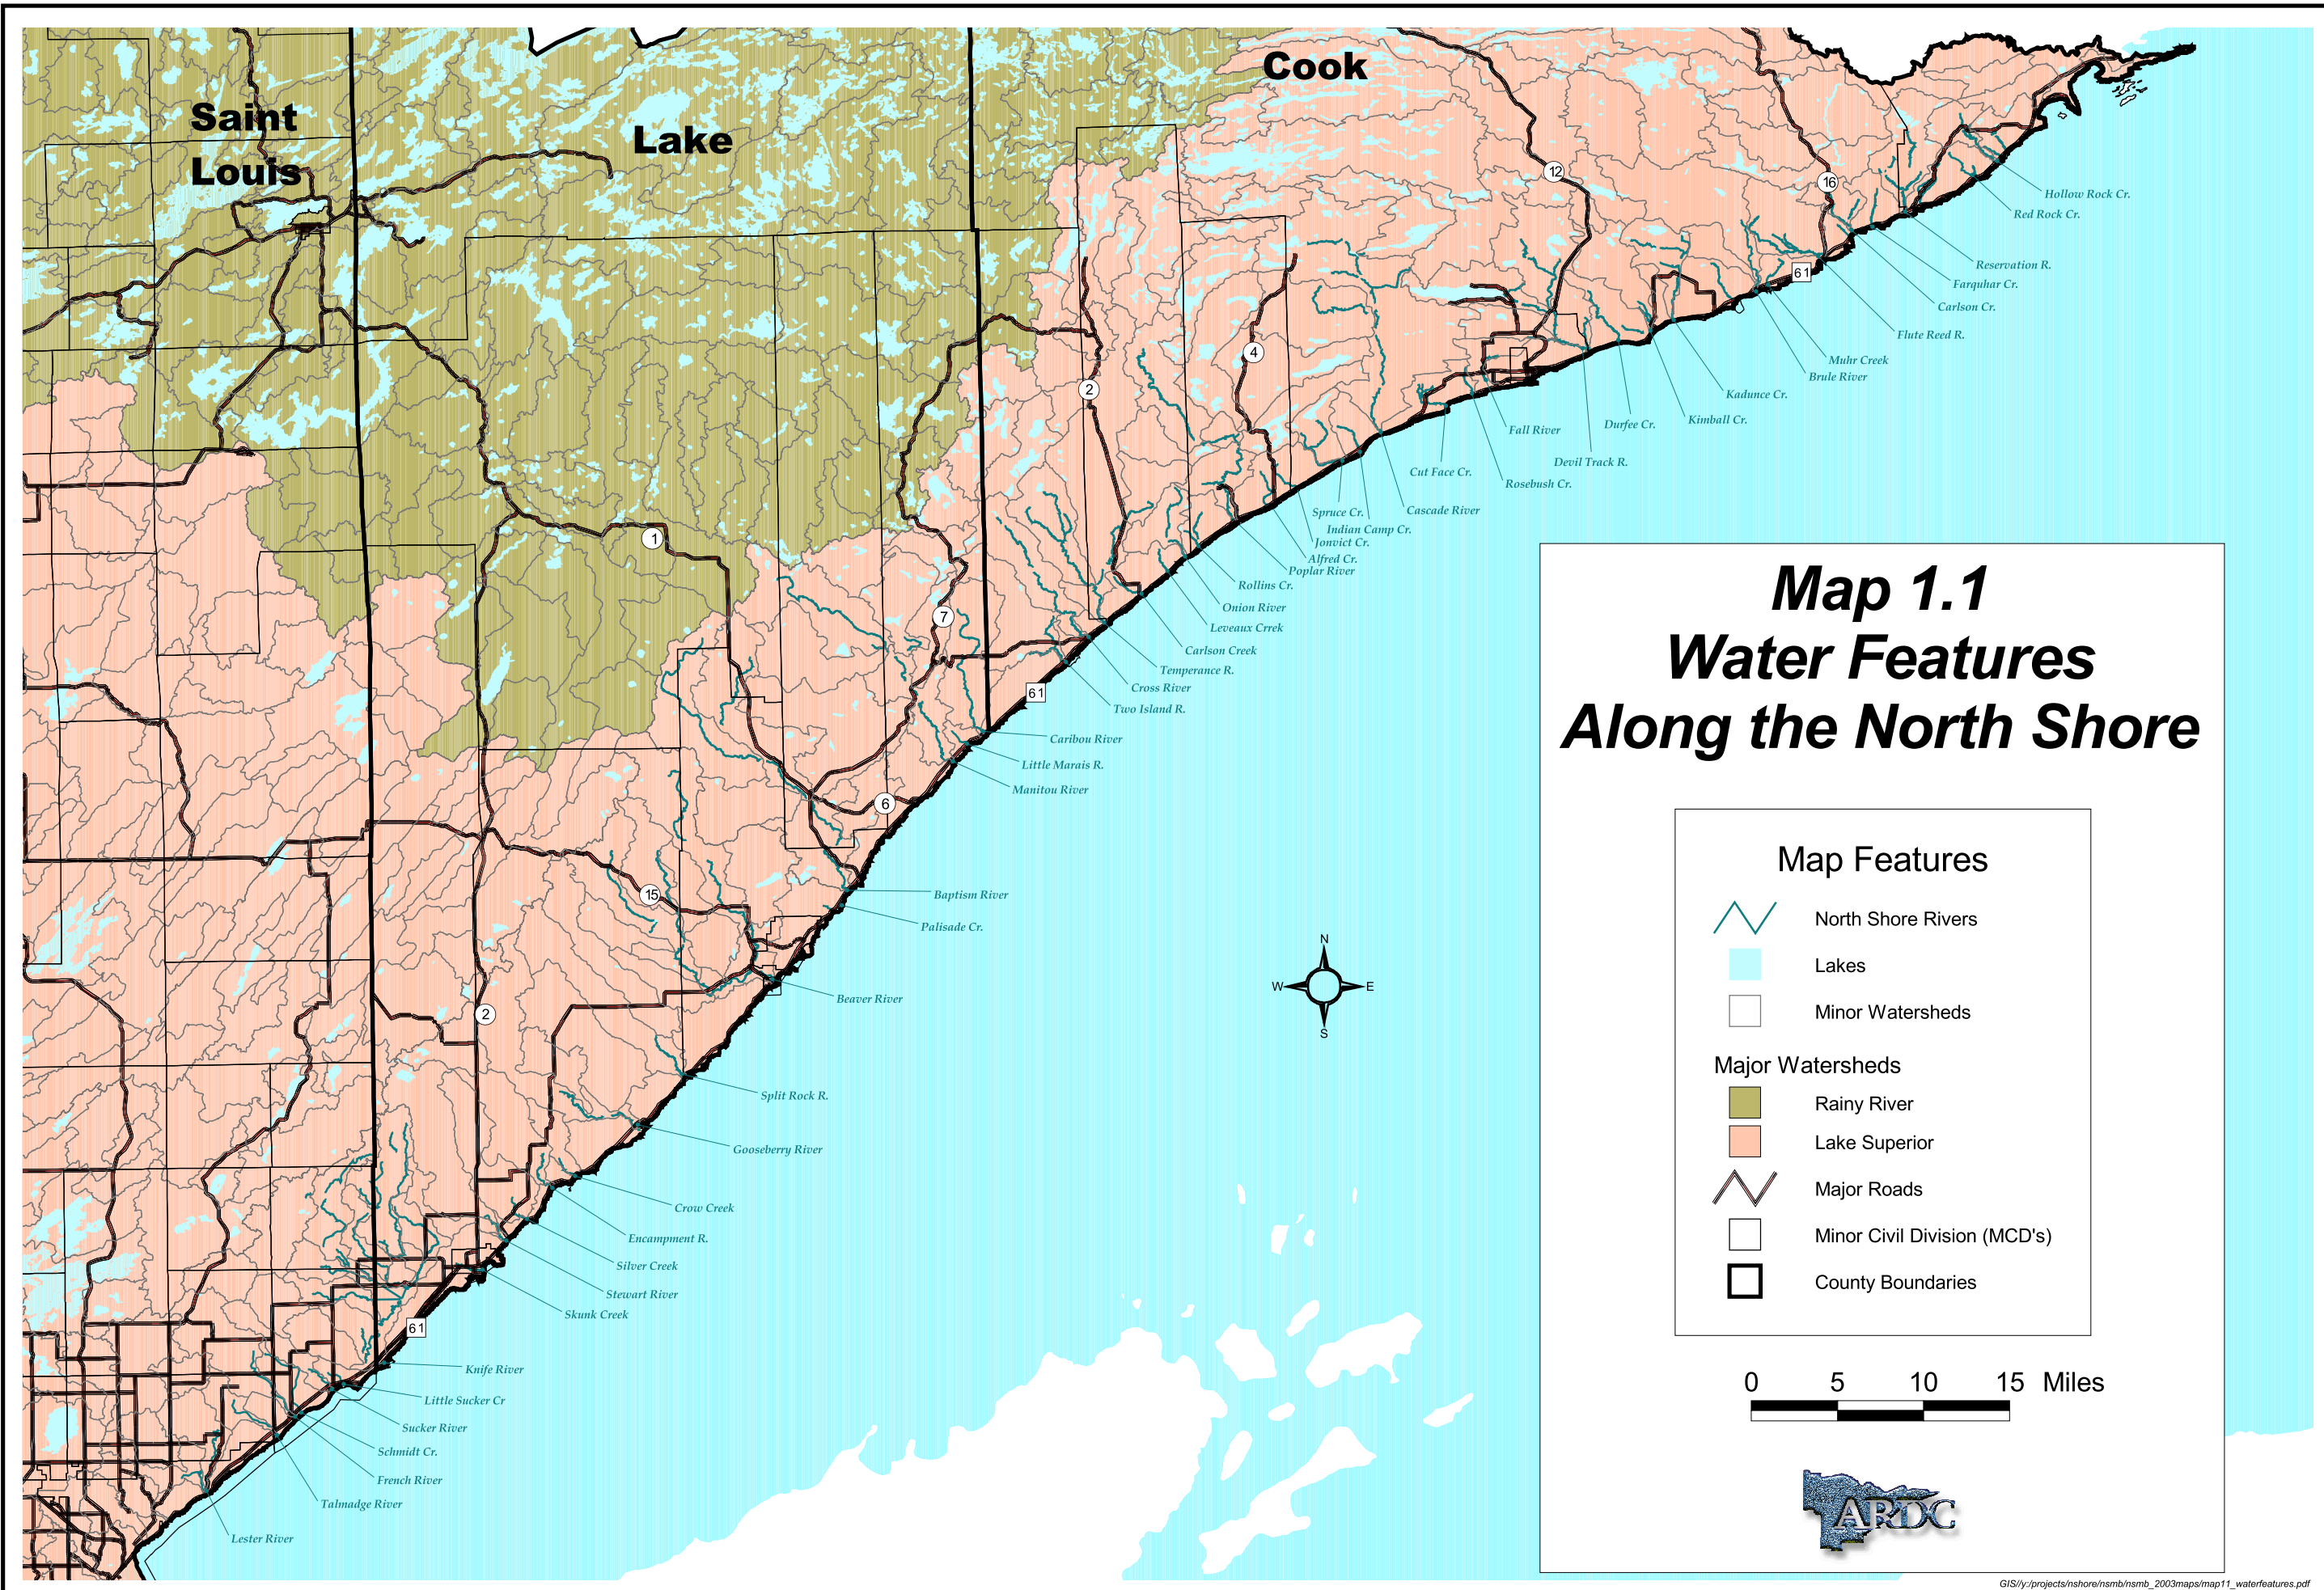 Saint
Louis
Lake
Cook
12
16
61
4
2
1
7
61
6
15
2
61
Hollow Rock Cr.
Red Rock Cr.
Reservation R.
Farquhar Cr.
Carlson Cr.
Flute Reed R.
Muhr Creek
Brule River
Kadunce Cr.
Kimball Cr.
Durfee Cr.
Devil Track R.
Fall River
Rosebush Cr.
Cut Face Cr.
Cascade River
Spruce Cr.
Indian Camp Cr.
Jonvict Cr.
Alfred Cr.
Poplar River
Rollins Cr.
Onion River
Leveaux Crrek
Carlson Creek
Temperance R.
Cross River
Two Island R.
Caribou River
Little Marais R.
Manitou River
Baptism River
Palisade Cr.
Beaver River
Split Rock R.
Gooseberry River
Crow Creek
Encampment R.
Silver Creek
Stewart River
Skunk Creek
Knife River
Little Sucker Cr
Sucker River
Schmidt Cr.
French River
Talmadge River
Lester River
N
W E
S
Map 1.1
Water Features
Along the North Shore
Map Features
North Shore Rivers
Lakes
Minor Watersheds
Major Watersheds
Rainy River
Lake Superior
Major Roads
Minor Civil Division (MCD's)
County Boundaries
0 5 10 15 Miles
ARDC
GIS//y:/projects/nshore/nsmb/nsmb_2003maps/map11_waterfeatures.pdf